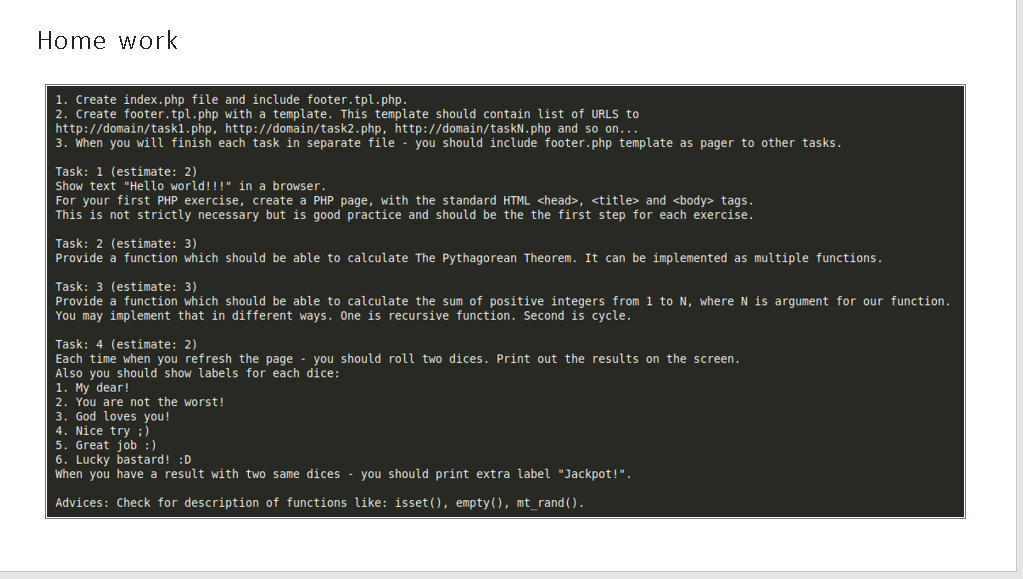 Home work
1. Create index.php file and include footer.tpl.php.
2. Create footer.tpl.php with a template. This template should contain list of URLS to
http://domain/task1.php, http://domain/task2.php, http://domain/taskN.php and so on...
3. When you will finish each task in separate file - you should include footer.php template as pager to other tasks.
Task: 1 (estimate: 2)
Show text "Hello world!!!" in a browser.
For your first PHP exercise, create a PHP page, with the standard HTML <head>, <title> and <body> tags.
This is not strictly necessary but is good practice and should be the the first step for each exercise.
Task: 2 (estimate: 3)
Provide a function which should be able to calculate The Pythagorean Theorem. It can be implemented as multiple functions.
Task: 3 (estimate: 3)
Provide a function which should be able to calculate the sum of positive integers from 1 to N, where N is argument for our function.
You may implement that in different ways. One is recursive function. Second is cycle.
Task: 4 (estimate: 2)
Each time when you refresh the page - you should roll two dices. Print out the results on the screen.
Also you should show labels for each dice:
1. My dear!
2. You are not the worst!
3. God loves you!
4. Nice try ;)
5. Great job :)
6. Lucky bastard! :D
When you have a result with two same dices - you should print extra label "Jackpot!".
Advices: Check for description of functions like: isset(), empty(), mt_rand().